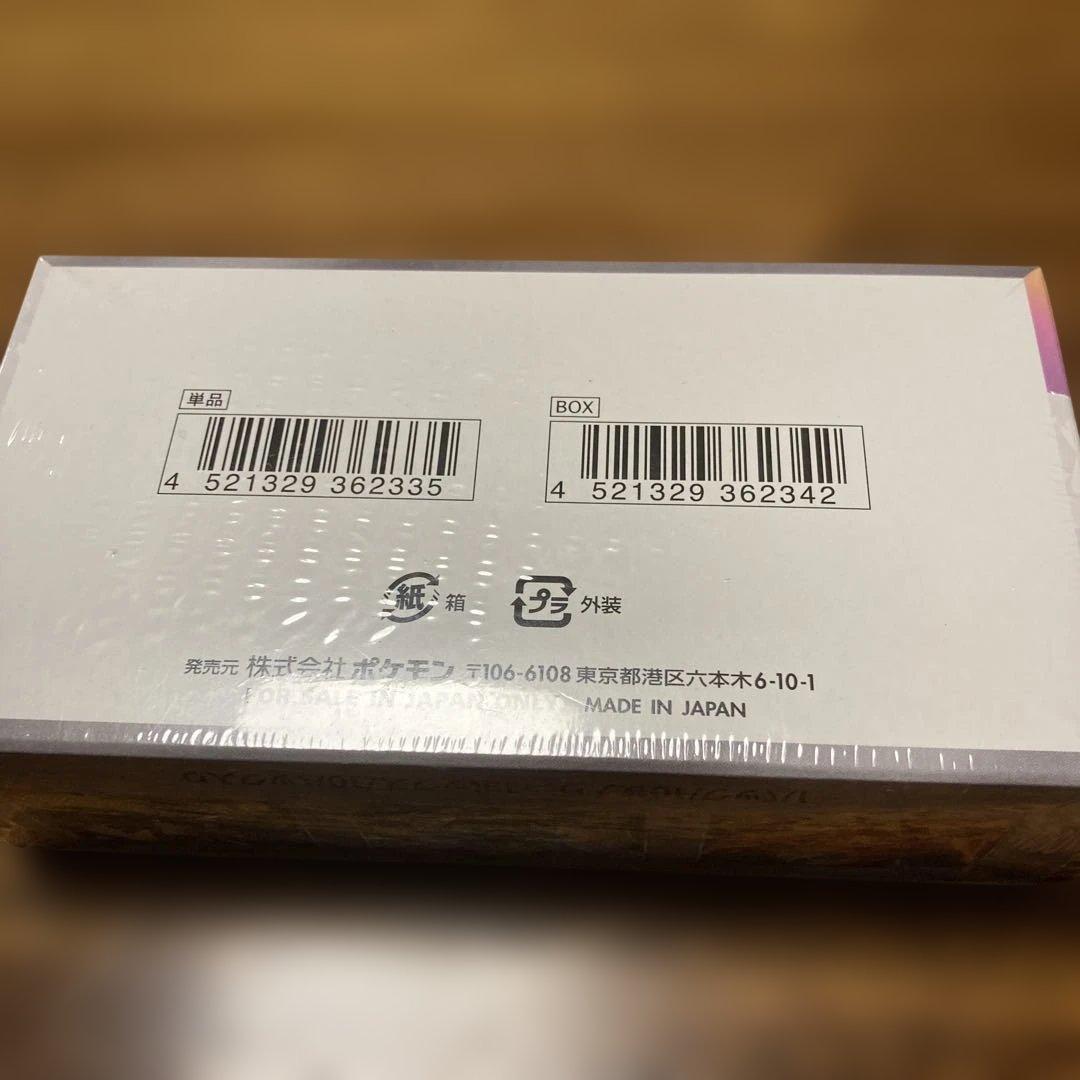 単品
BOX
4 521329 362335
4 521329 362342
紙 箱
プラ 外装
発売元 株式会社 ポケモン 〒106-6108 東京都港区六本木6-10-1
FOR SALE IN JAPAN ONLY MADE IN JAPAN